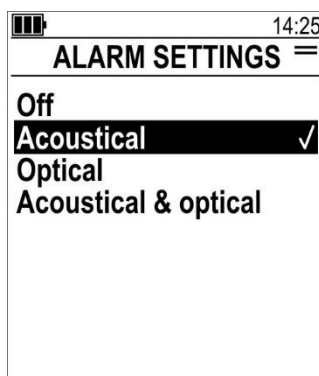 14:25
ALARM SETTINGS
Off
Acoustical ✓
Optical
Acoustical & optical